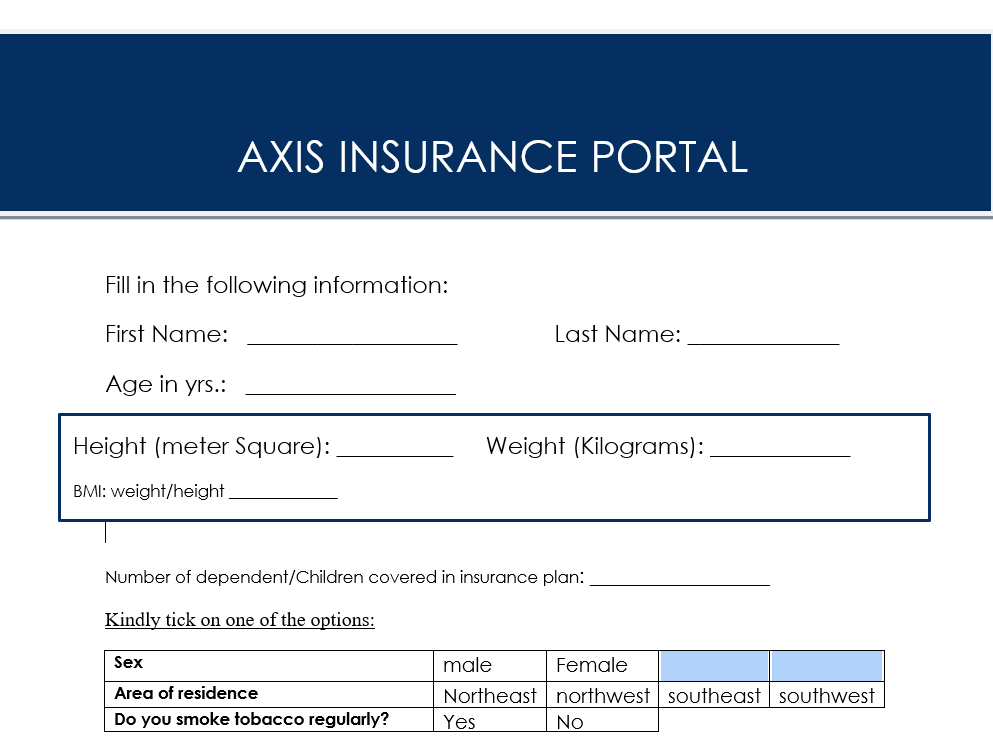 AXIS INSURANCE PORTAL
Fill in the following information:
First Name: __________________ Last Name: _____________
Age in yrs.: __________________
Height (meter Square): __________ Weight (Kilograms): ____________
BMI: weight/height ____________
Number of dependent/Children covered in insurance plan: ____________________
Kindly tick on one of the options:
Sex male Female
Area of residence Northeast northwest southeast southwest
Do you smoke tobacco regularly? Yes No